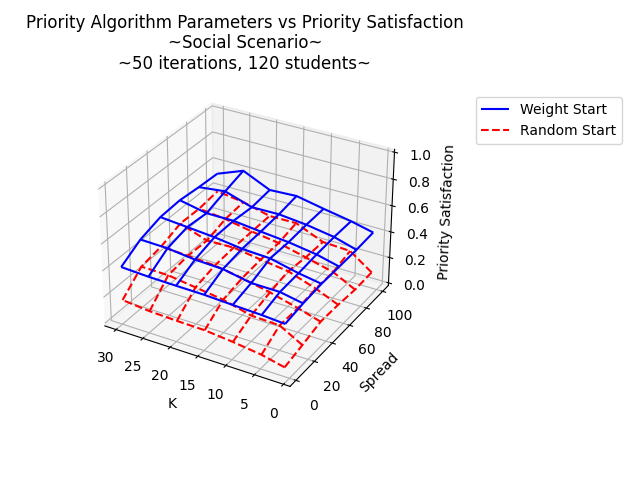 Priority Algorithm Parameters vs Priority Satisfaction
~Social Scenario~
~50 iterations, 120 students~
Weight Start
Random Start
1.0
0.8
0.6
0.4
0.2
0.0
Priority Satisfaction
100
80
60
40
20
0
Spread
30
25
20
15
10
5
0
K